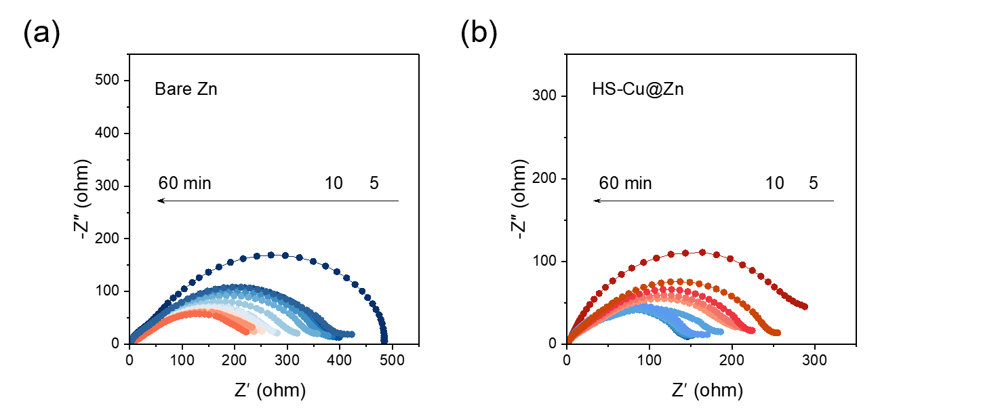 (a)
Bare Zn
500
400
300
200
100
0
60 min 10 5
0 100 200 300 400 500
-Z″ (ohm)
Z′ (ohm)
(b)
HS-Cu@Zn
300
200
100
0
60 min 10 5
0 100 200 300
-Z″ (ohm)
Z′ (ohm)